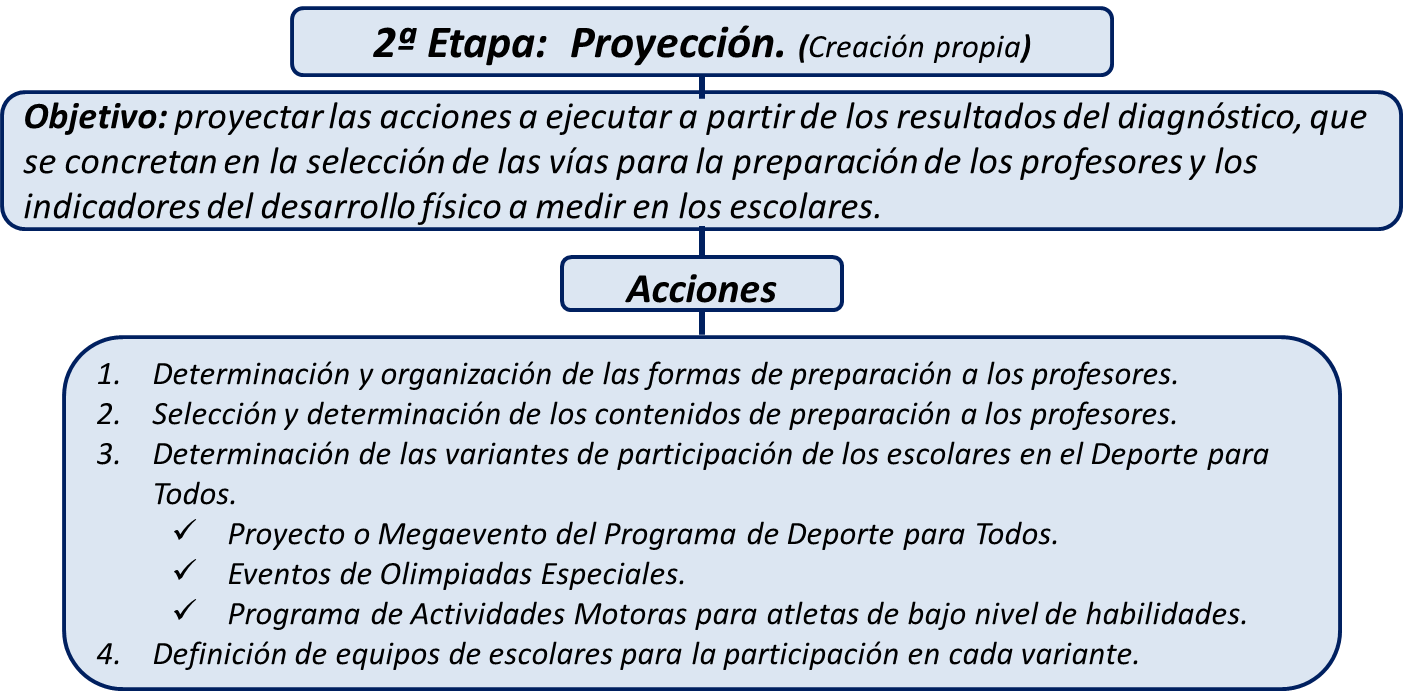 2ª Etapa: Proyección. (Creación propia)
Objetivo: proyectar las acciones a ejecutar a partir de los resultados del diagnóstico, que
se concretan en la selección de las vías para la preparación de los profesores y los
indicadores del desarrollo físico a medir en los escolares.
Acciones
1. Determinación y organización de las formas de preparación a los profesores.
2. Selección y determinación de los contenidos de preparación a los profesores.
3. Determinación de las variantes de participación de los escolares en el Deporte para
Todos.
✓ Proyecto o Megaevento del Programa de Deporte para Todos.
✓ Eventos de Olimpiadas Especiales.
✓ Programa de Actividades Motoras para atletas de bajo nivel de habilidades.
4. Definición de equipos de escolares para la participación en cada variante.